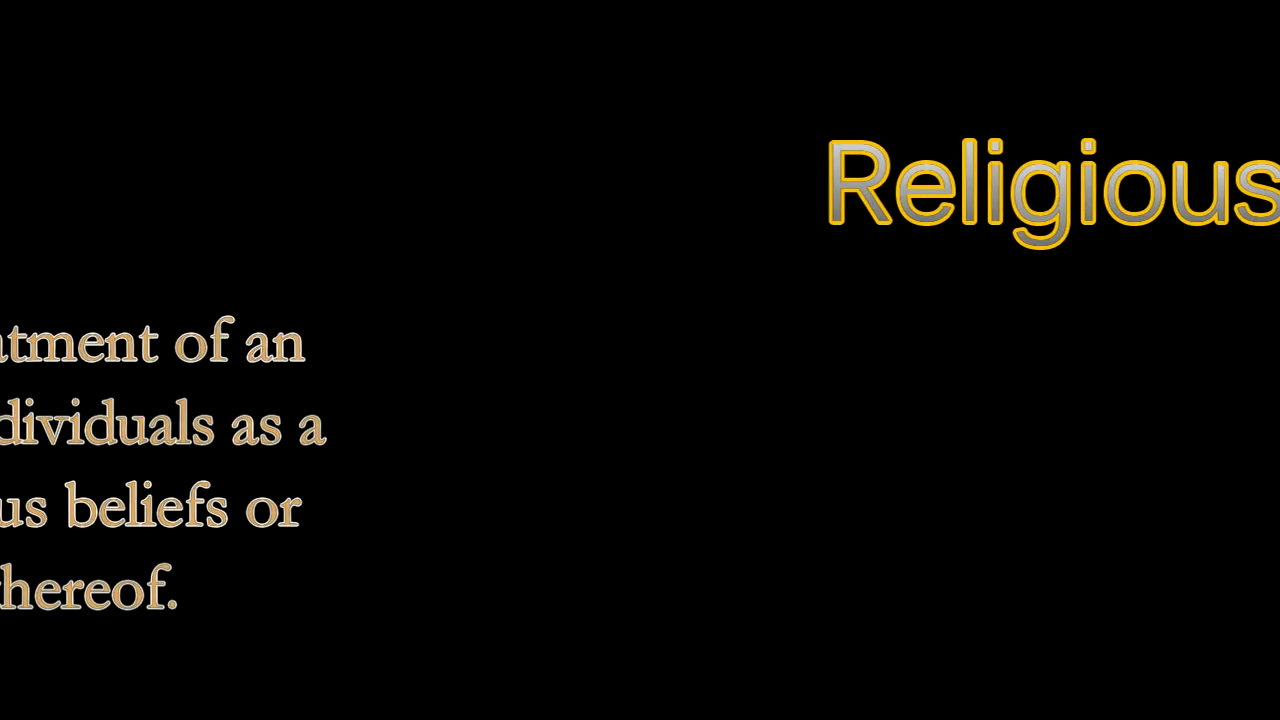 Religious
atment of an
dividuals as a
us beliefs or
hereof.